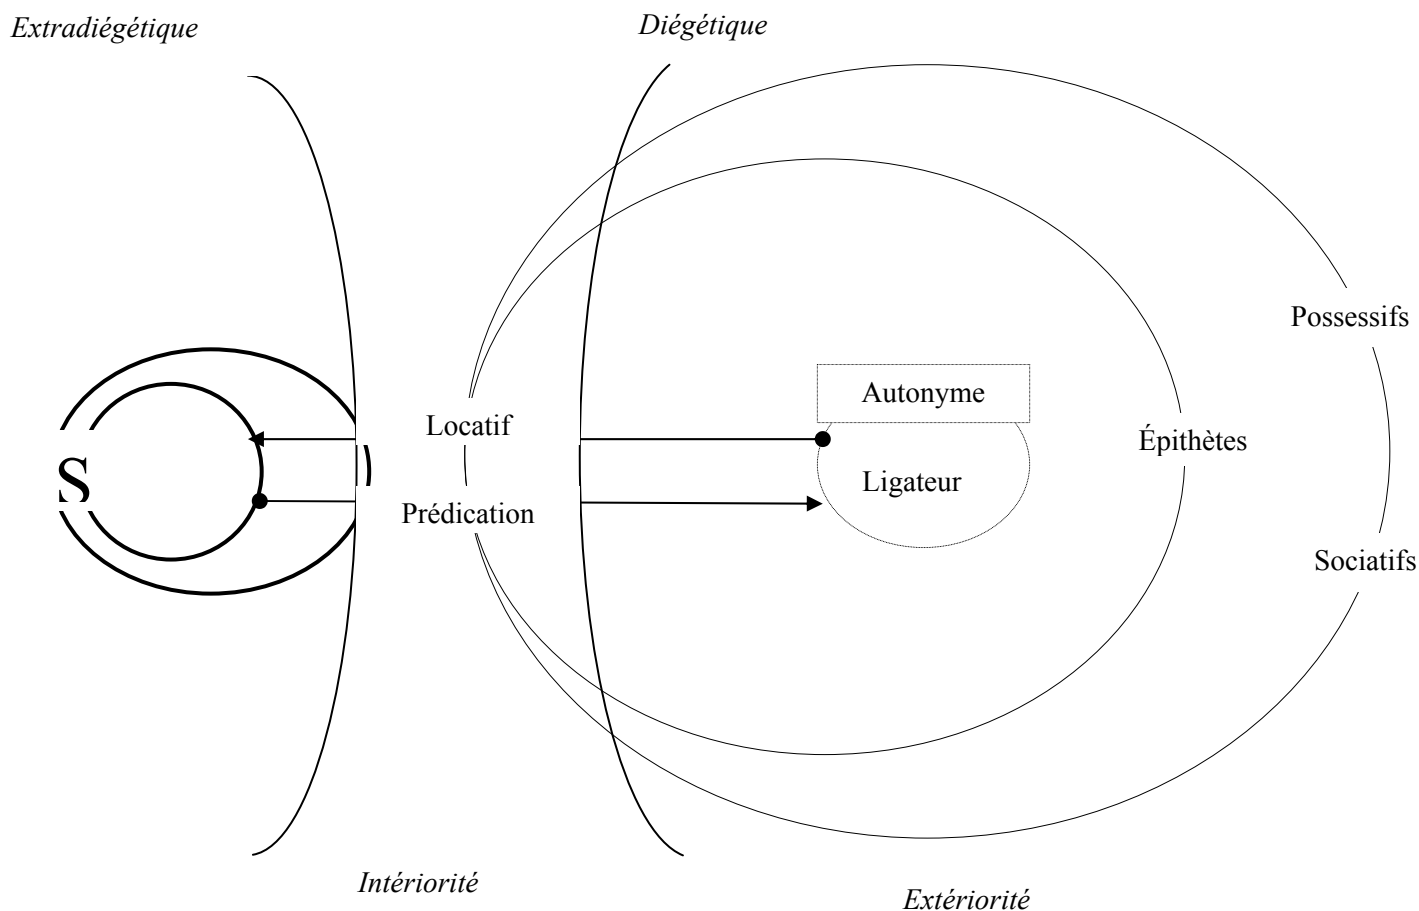 Extradiégétique
Diégétique
Possessifs
Autonyme
Locatif
Épithètes
S
Ligateur
Prédication
Sociatifs
Intériorité
Extériorité